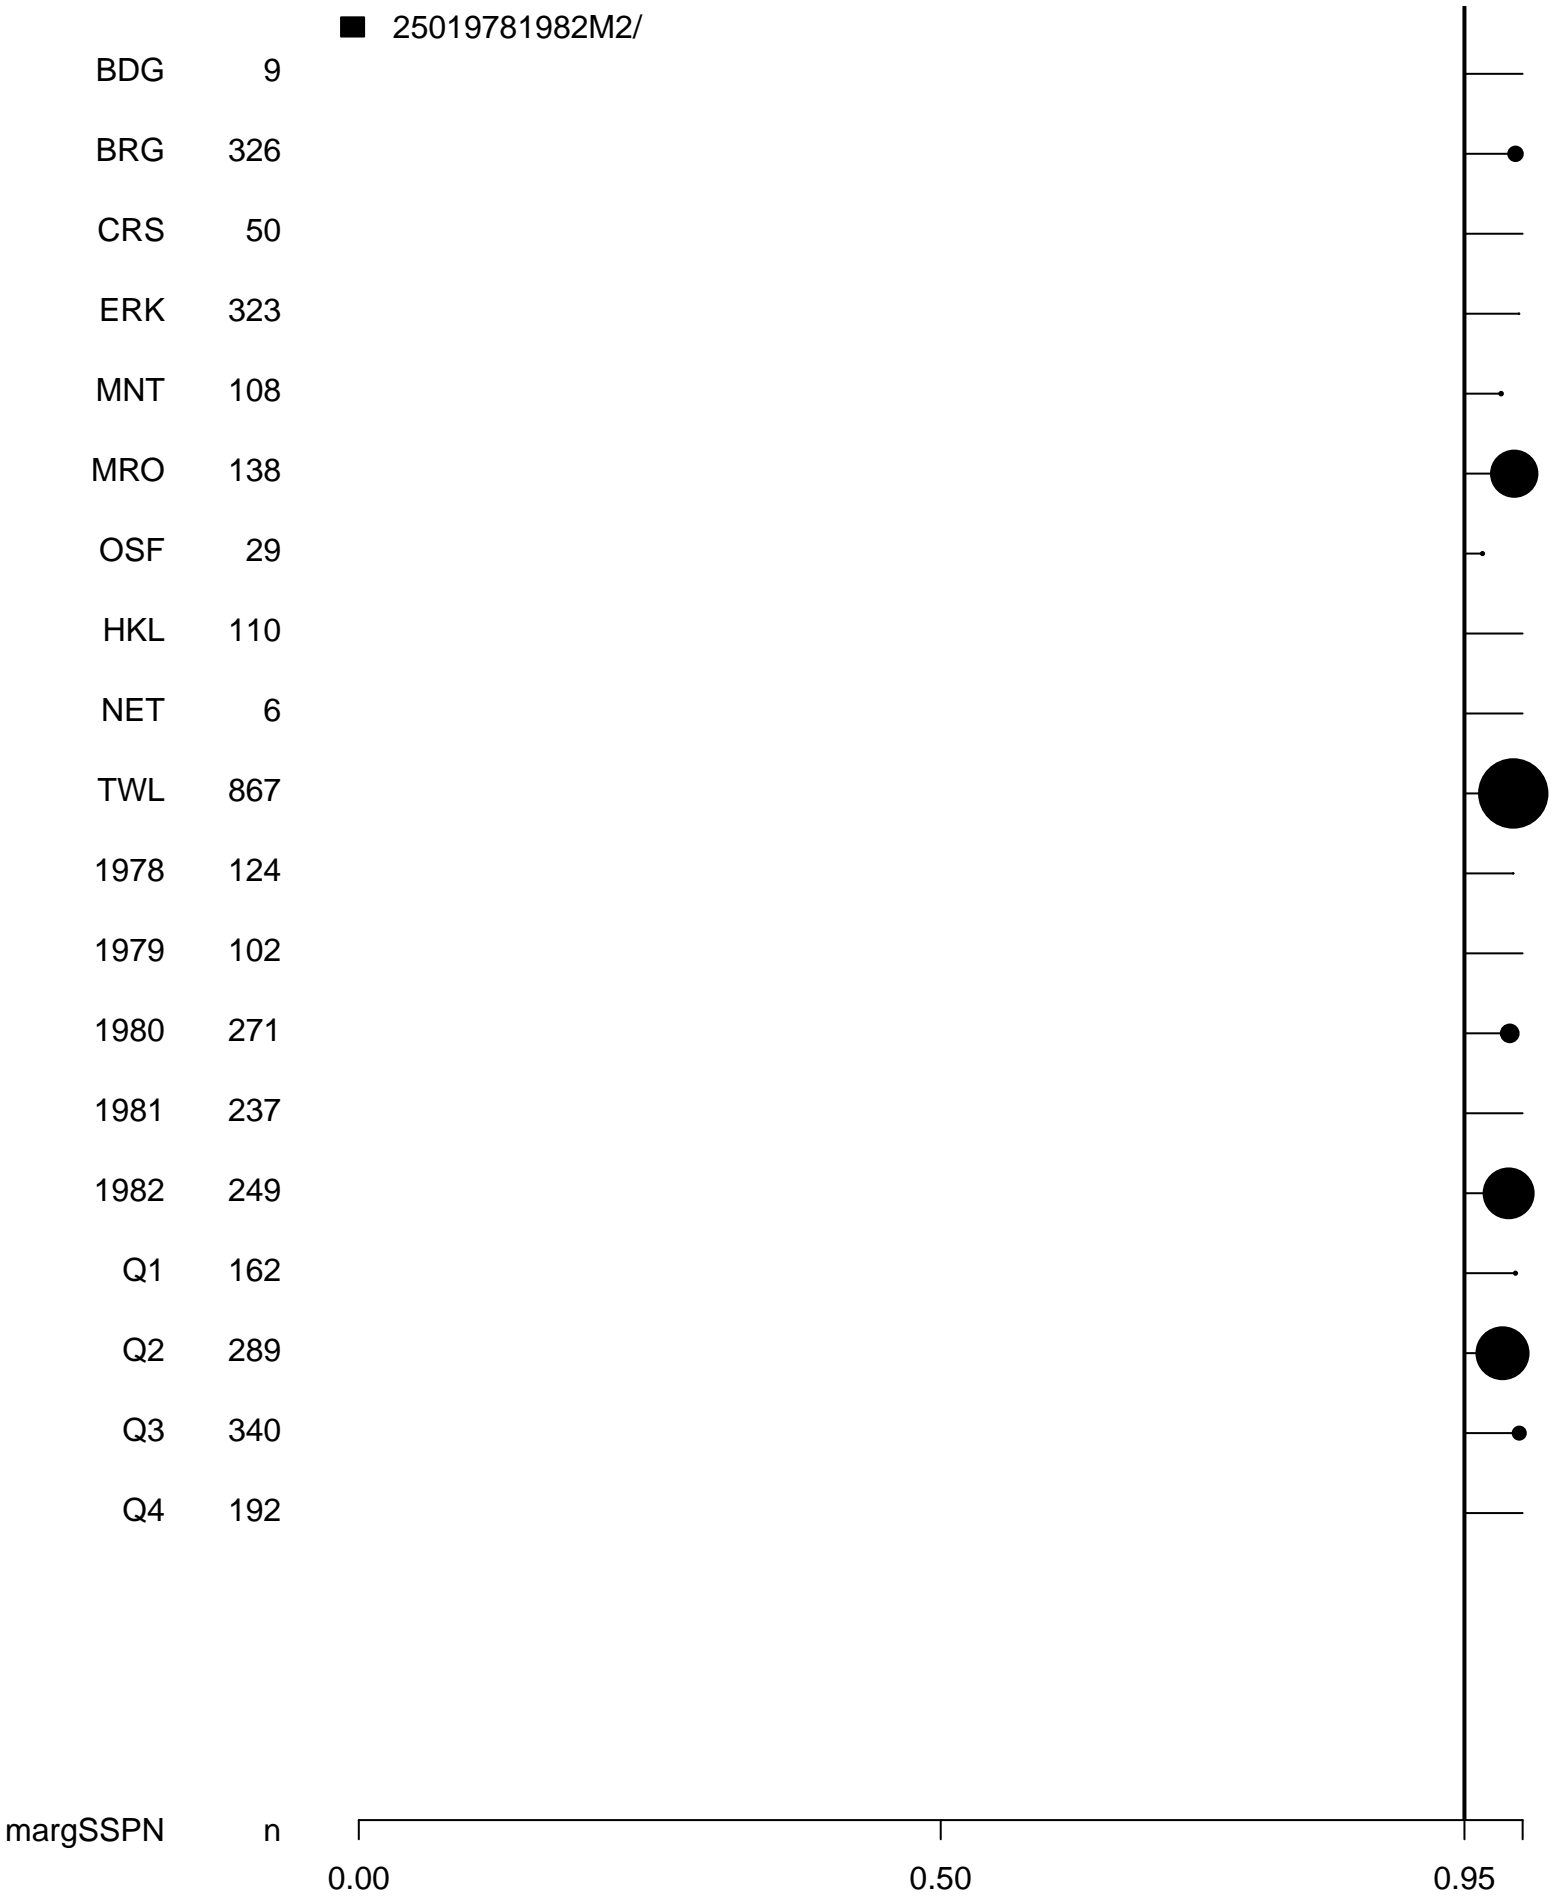 25019781982M2/
BDG 9
BRG 326
CRS 50
ERK 323
MNT 108
MRO 138
OSF 29
HKL 110
NET 6
TWL 867
1978 124
1979 102
1980 271
1981 237
1982 249
Q1 162
Q2 289
Q3 340
Q4 192
margSSPN n
0.00 0.50 0.95